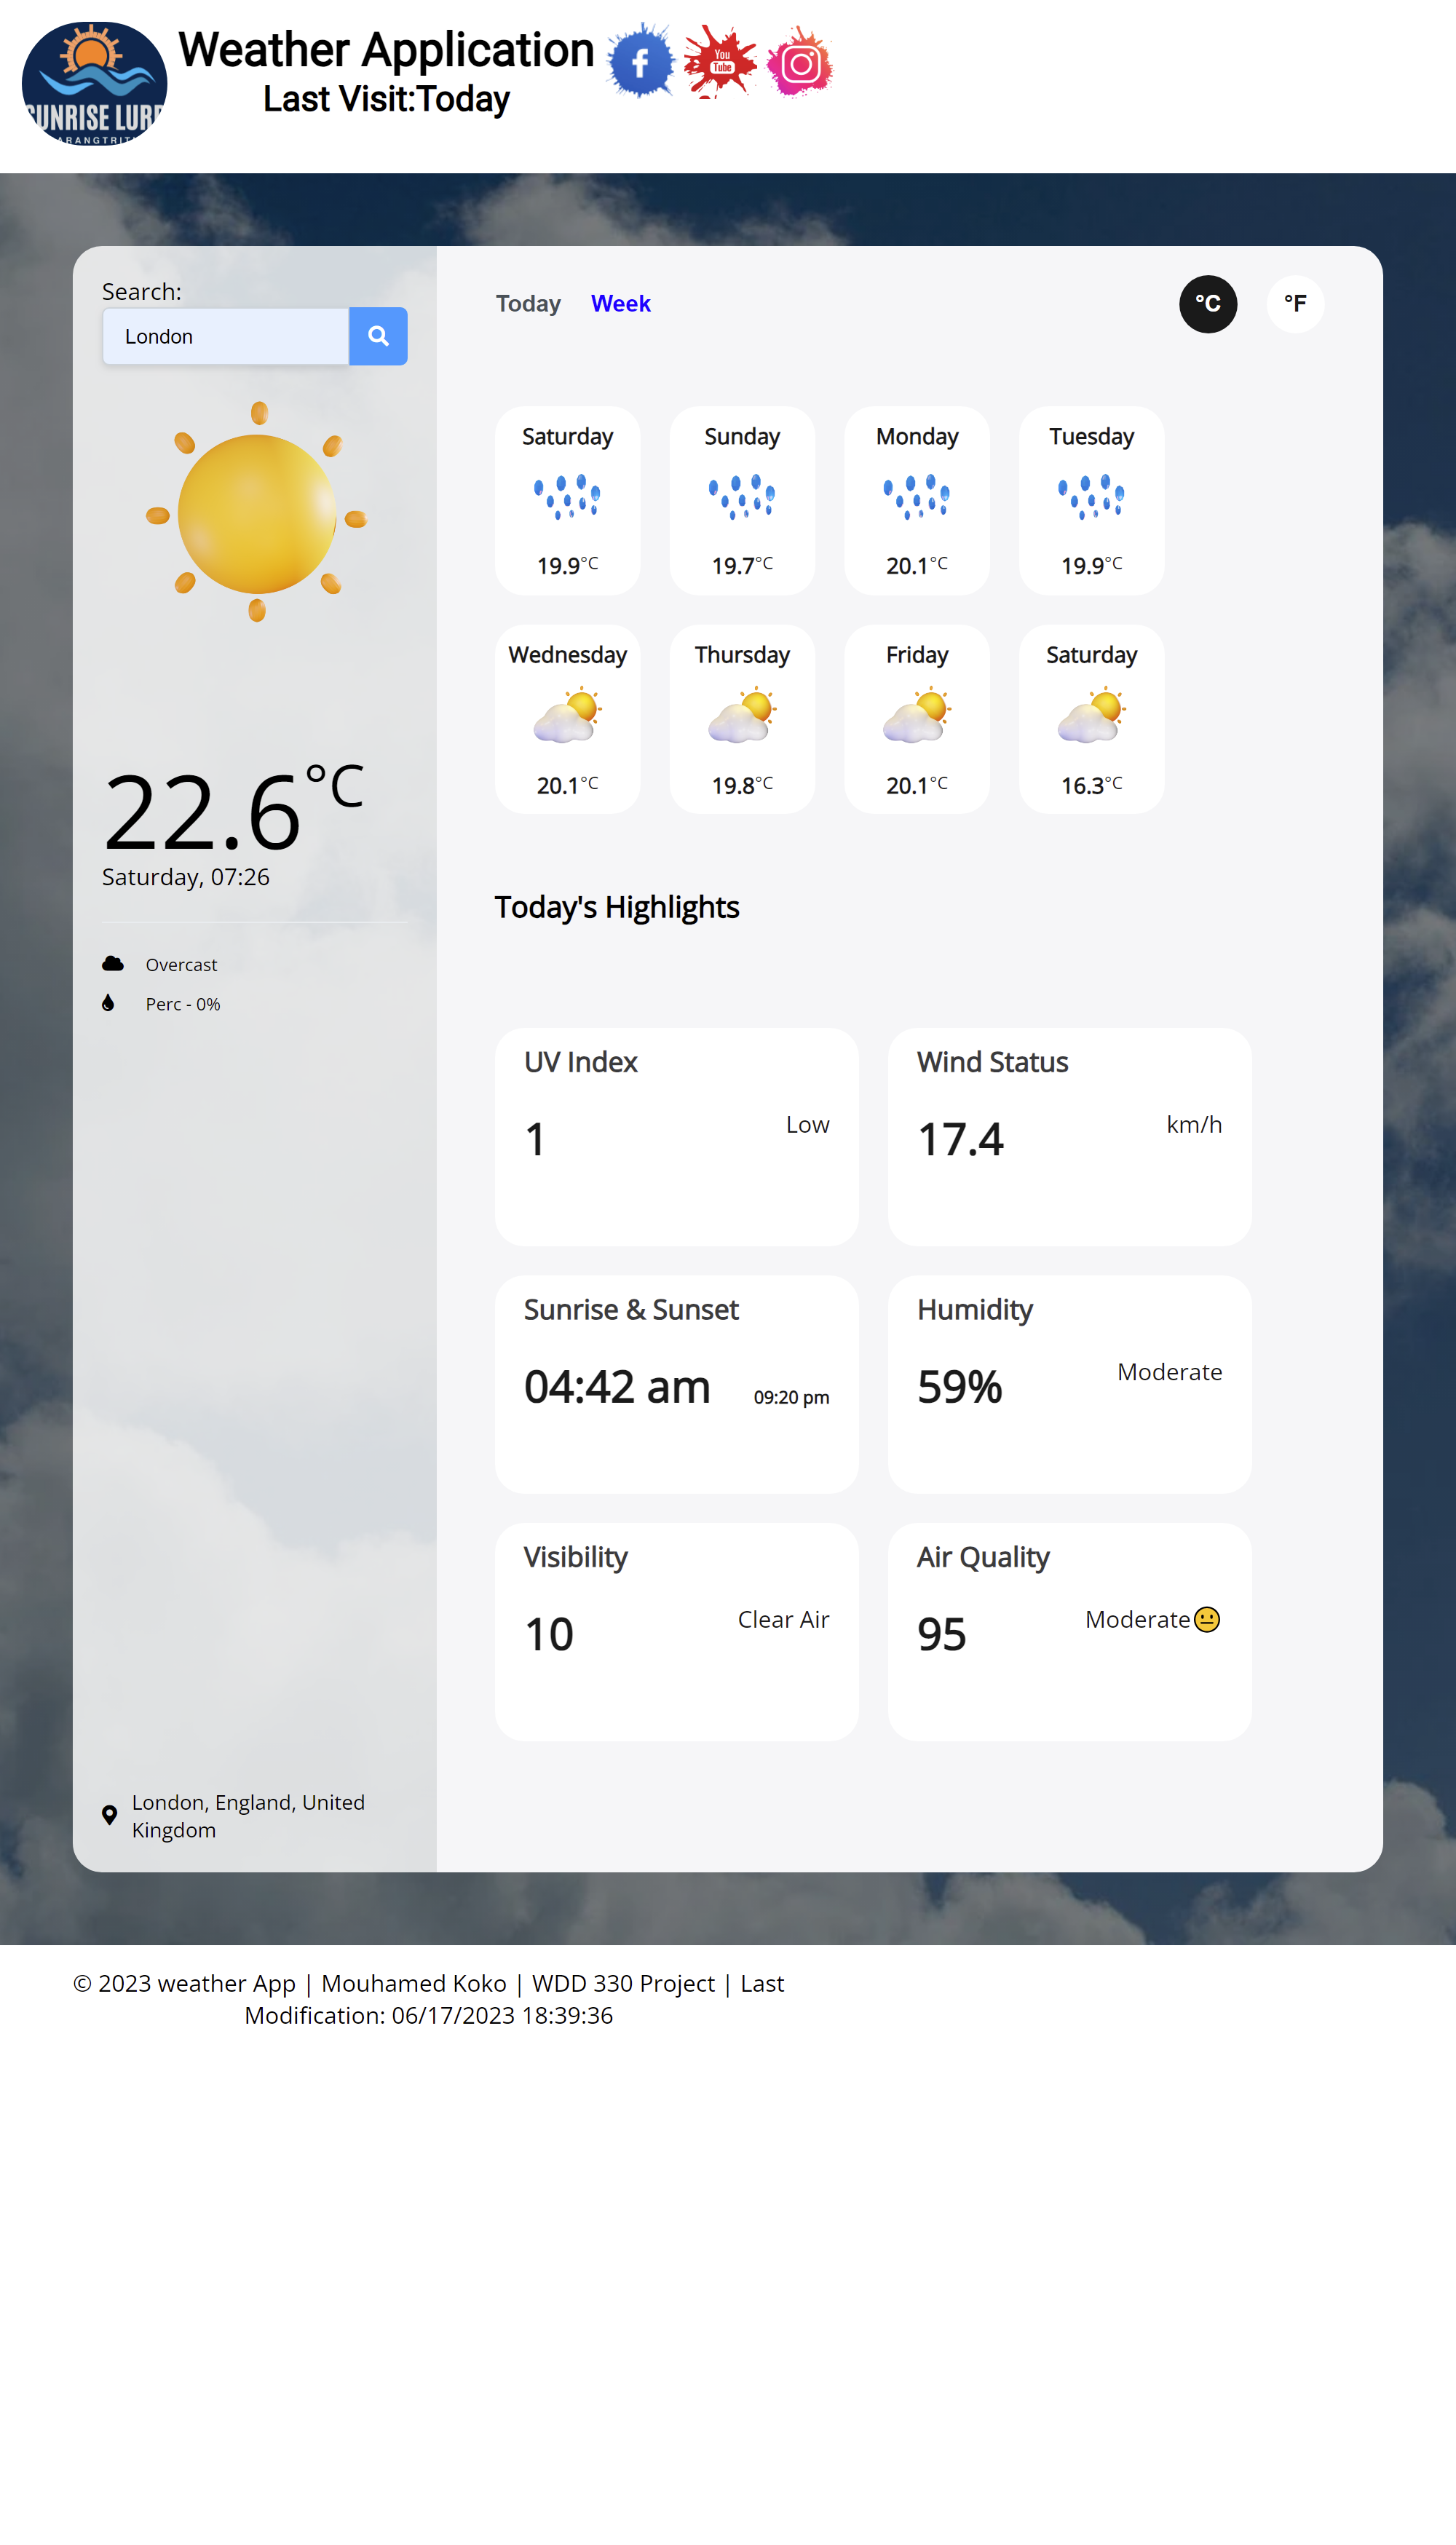 SUNRISE LURE
Weather Application
Last Visit:Today
You
Tube
Search:
London
22.6°C
Saturday, 07:26
Overcast
Perc - 0%
London, England, United
Kingdom
Today Week
°C °F
Saturday Sunday Monday Tuesday
19.9°C 19.7°C 20.1°C 19.9°C
Wednesday Thursday Friday Saturday
20.1°C 19.8°C 20.1°C 16.3°C
Today's Highlights
UV Index
1 Low
Wind Status
17.4 km/h
Sunrise & Sunset
04:42 am 09:20 pm
Humidity
59% Moderate
Visibility
10 Clear Air
Air Quality
95 Moderate😐
© 2023 weather App | Mouhamed Koko | WDD 330 Project | Last
Modification: 06/17/2023 18:39:36